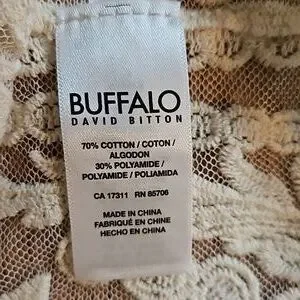 BUFFALO
DAVID BITTON
70% COTTON / COTON /
ALGODON
30% POLYAMIDE /
POLYAMIDE / POLIAMIDA
CA 17311 RN 85706
MADE IN CHINA
FABRIQUÉ EN CHINE
HECHO EN CHINA